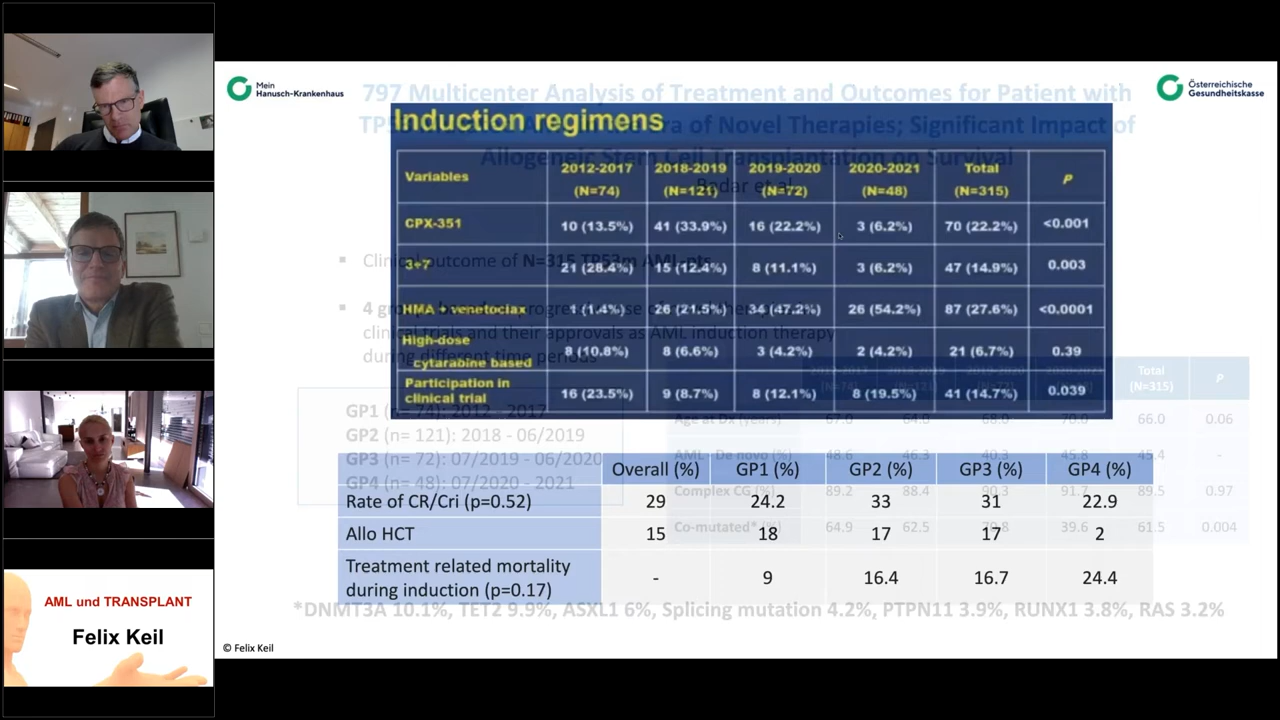 Mein
Hanusch-Krankenhaus
Österreichische
Gesundheitskasse
797 Multicenter Analysis of Treatment and Outcomes for Patient with
of Novel Therapies; Significant Impact of
Allogeneic Stem Cell Transplantation on Survival
Induction regimens
Variables 2012-2017 (N=74) 2018-2019 (N=121) 2019-2020 (N=72) 2020-2021 (N=48) Total (N=315) P
CPX-351 10 (13.5%) 41 (33.9%) 16 (22.2%) 3 (6.2%) 70 (22.2%) <0.001
3+7 21 (28.4%) 15 (12.4%) 8 (11.1%) 3 (6.2%) 47 (14.9%) 0.003
HMA + venetoclax 1 (1.4%) 26 (21.5%) 34 (47.2%) 26 (54.2%) 87 (27.6%) <0.0001
High-dose cytarabine based 8 (10.8%) 8 (6.6%) 3 (4.2%) 2 (4.2%) 21 (6.7%) 0.39
Participation in clinical trial 16 (23.5%) 9 (8.7%) 8 (12.1%) 8 (19.5%) 41 (14.7%) 0.039
Clinical outcome of N=315 TP53m AML-pts
clinical trials and their approvals as AML induction therapy
during different time periods
GP1 (n= 74): 2012 - 2017
GP2 (n= 121): 2018 - 06/2019
GP3 (n= 72): 07/2019 - 06/2020
GP4 (n= 48): 07/2020 - 2021
Total (N=315) P
Age at Dx (years) 67.0 64.0 68.0 70.0 66.0 0.06
AML- De novo (%) 48.6 46.3 40.3 45.8 45.4 -
Complex CG (%) 89.2 88.4 90.3 91.7 89.5 0.97
Co-mutated* (%) 64.9 62.5 39.6 61.5 0.004
Overall (%) GP1 (%) GP2 (%) GP3 (%) GP4 (%)
Rate of CR/Cri (p=0.52) 29 24.2 33 31 22.9
Allo HCT 15 18 17 17 2
Treatment related mortality during induction (p=0.17) - 9 16.4 16.7 24.4
*DNMT3A 10.1%, TET2 9.9%, ASXL1 6%, Splicing mutation 4.2%, PTPN11 3.9%, RUNX1 3.8%, RAS 3.2%
© Felix Keil
AML und TRANSPLANT
Felix Keil